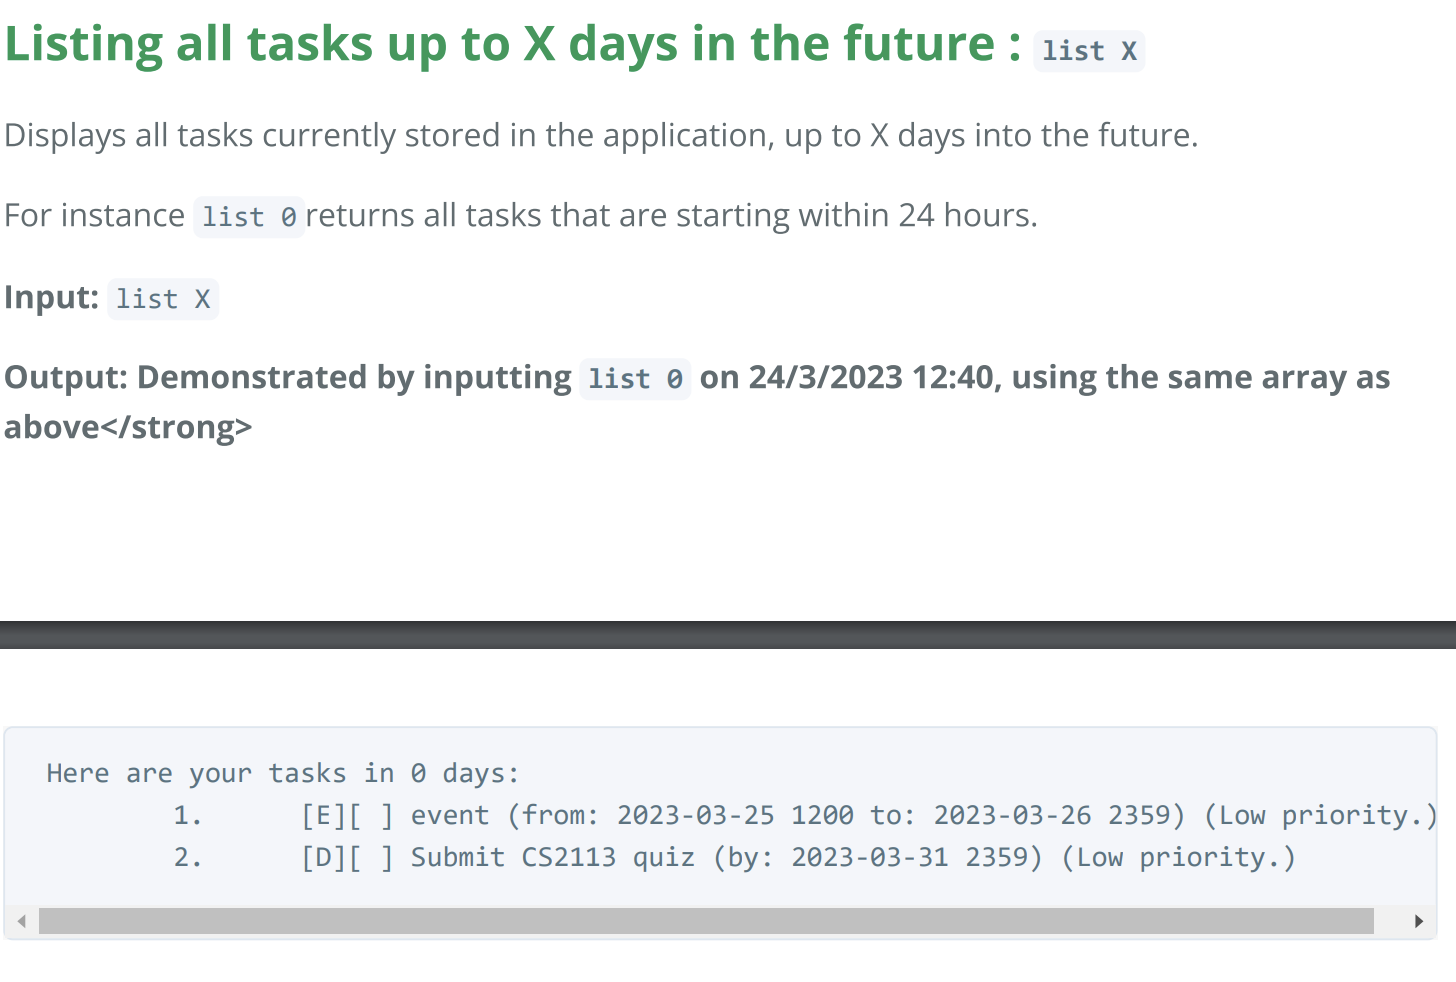 Listing all tasks up to X days in the future : list X
Displays all tasks currently stored in the application, up to X days into the future.
For instance list 0 returns all tasks that are starting within 24 hours.
Input: list X
Output: Demonstrated by inputting list 0 on 24/3/2023 12:40, using the same array as
above</strong>
Here are your tasks in 0 days:
1. [E][ ] event (from: 2023-03-25 1200 to: 2023-03-26 2359) (Low priority.)
2. [D][ ] Submit CS2113 quiz (by: 2023-03-31 2359) (Low priority.)